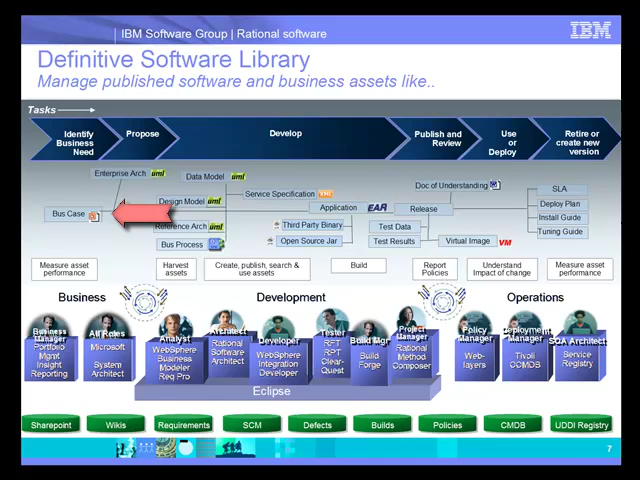 IBM Software Group | Rational software
IBM
Definitive Software Library
Manage published software and business assets like..
Tasks
Identify
Business
Need
Propose
Develop
Publish and
Review
Use
or
Deploy
Retire or
create new
version
Enterprise Arch uml
Data Model uml
Design Model uml
Service Specification
Bus Case
Reference Arch uml
Bus Process
Application EAR
Third Party Binary
Open Source Jar
Doc of Understanding
Release
Test Data
Test Results
Virtual Image VM
SLA
Deploy Plan
Install Guide
Tuning Guide
Measure asset
performance
Harvest
assets
Create, publish, search &
use assets
Build
Report
Policies
Understand
Impact of change
Measure asset
performance
Business
Development
Operations
Business
Manager
Portfolio
Mgmt
Insight
Reporting
All Roles
Microsoft
System
Architect
Analyst
WebSphere
Business
Modeler
Req Pro
Architect
Rational
Software
Architect
Developer
WebSphere
Integration
Developer
Tester
RFT
RPT
Clear-
Quest
Build Mgr
Build
Forge
Project
Manager
Rational
Method
Composer
Policy
Manager
Web-
layers
Deployment
Manager
Tivoli
CCMDB
SOA Architect
Service
Registry
Eclipse
Sharepoint
Wikis
Requirements
SCM
Defects
Builds
Policies
CMDB
UDDI Registry
7